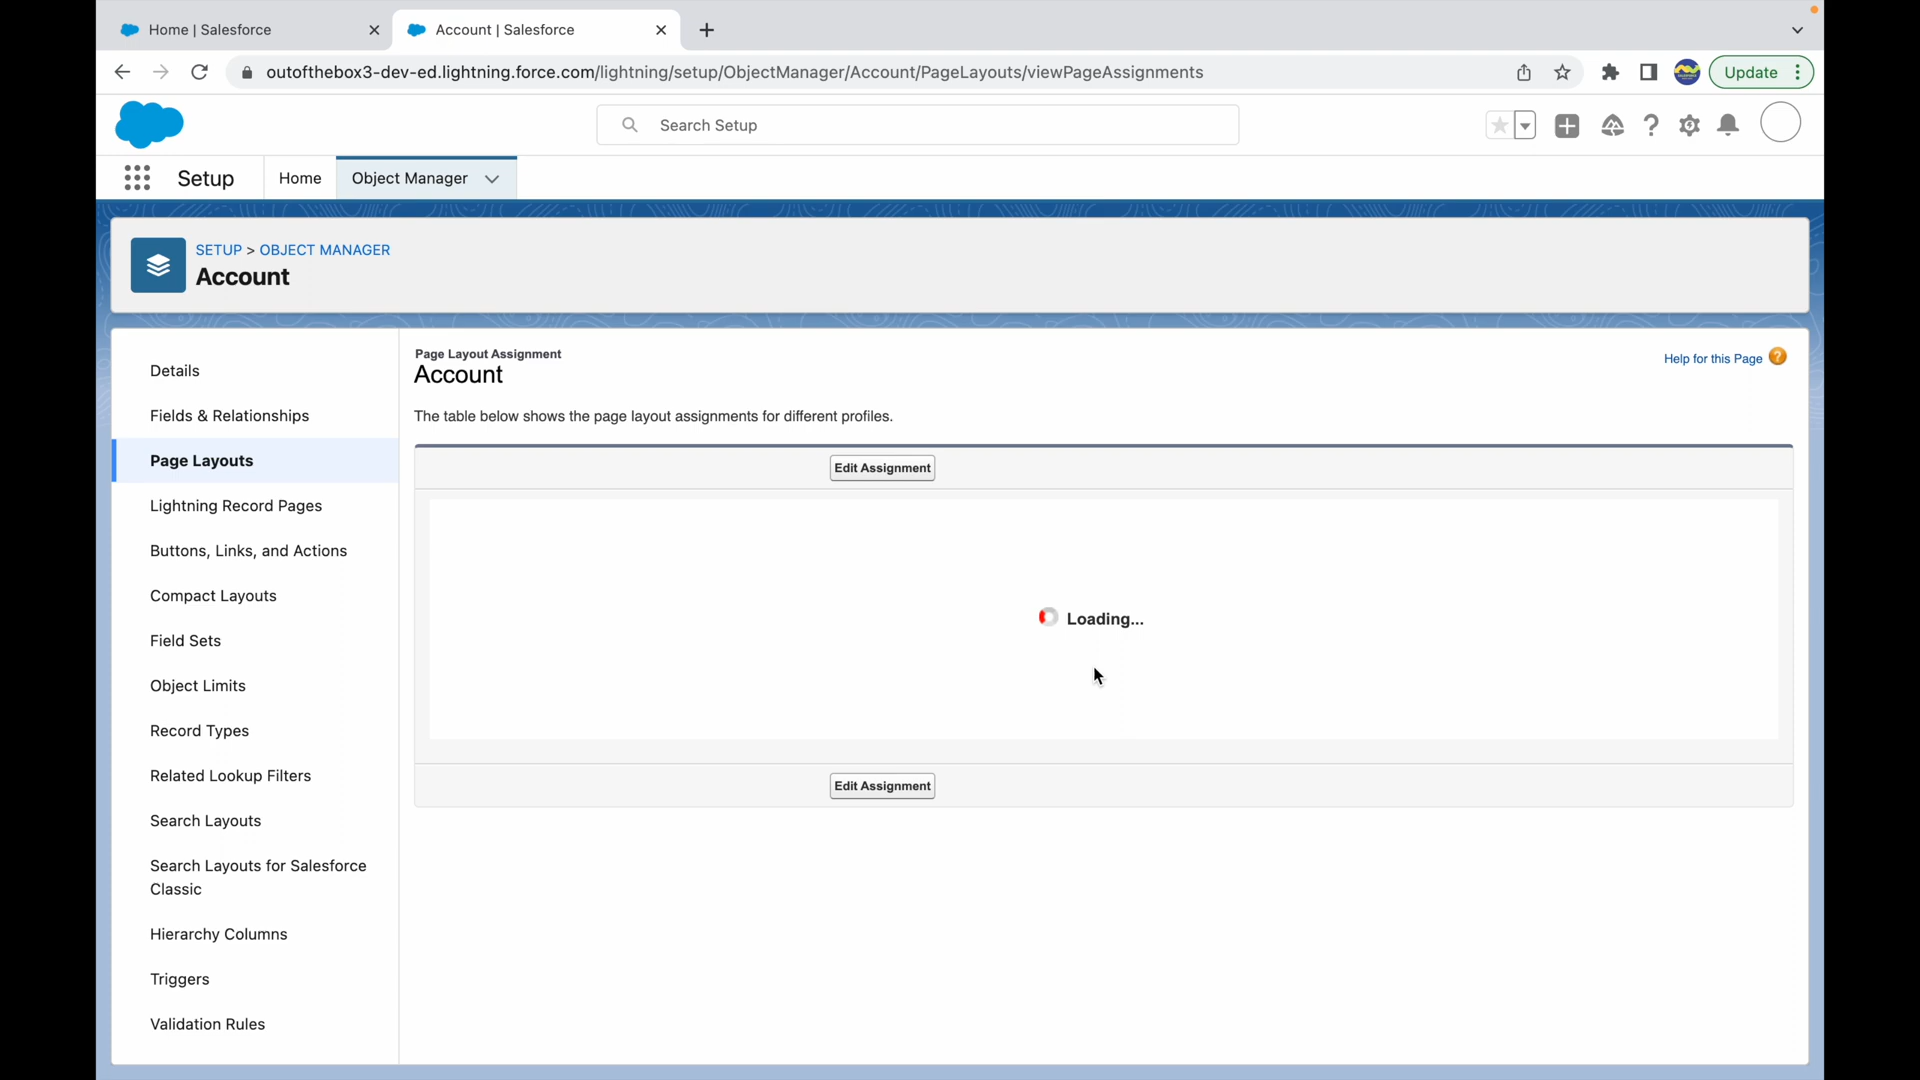 Home | Salesforce
Account | Salesforce
outofthebox3-dev-ed.lightning.force.com/lightning/setup/ObjectManager/Account/PageLayouts/viewPageAssignments
Update
Search Setup
Setup
Home
Object Manager
SETUP > OBJECT MANAGER
Account
Details
Fields & Relationships
Page Layouts
Lightning Record Pages
Buttons, Links, and Actions
Compact Layouts
Field Sets
Object Limits
Record Types
Related Lookup Filters
Search Layouts
Search Layouts for Salesforce
Classic
Hierarchy Columns
Triggers
Validation Rules
Page Layout Assignment
Account
Help for this Page
The table below shows the page layout assignments for different profiles.
Edit Assignment
Loading...
Edit Assignment